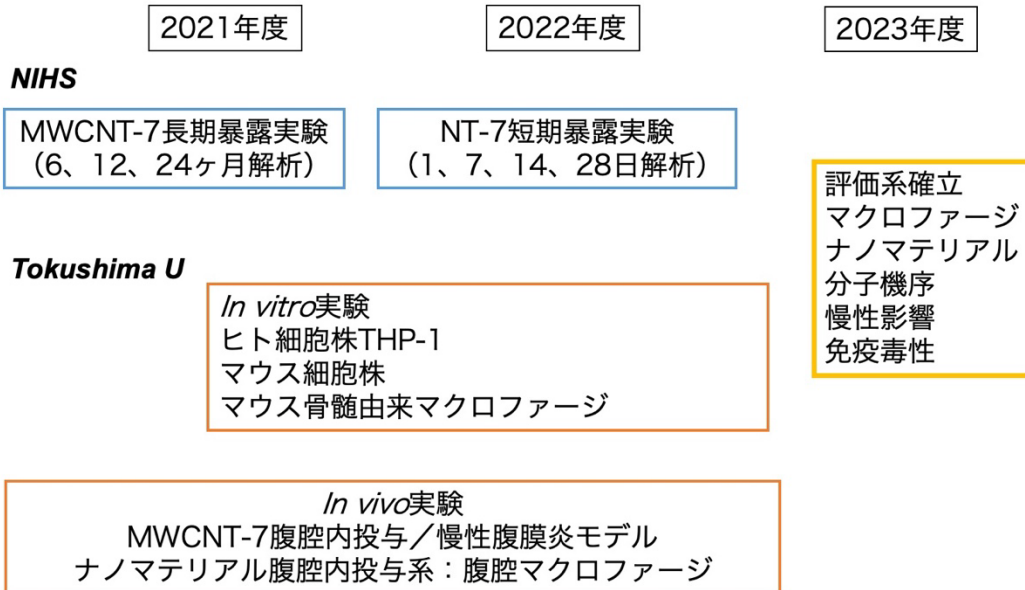 2021年度
2022年度
2023年度
NIHS
MWCNT-7長期暴露実験
（6、12、24ヶ月解析）
NT-7短期暴露実験
（1、7、14、28日解析）
評価系確立
マクロファージ
ナノマテリアル
分子機序
慢性影響
免疫毒性
Tokushima U
In vitro実験
ヒト細胞株THP-1
マウス細胞株
マウス骨髄由来マクロファージ
In vivo実験
MWCNT-7腹腔内投与／慢性腹膜炎モデル
ナノマテリアル腹腔内投与系：腹腔マクロファージ